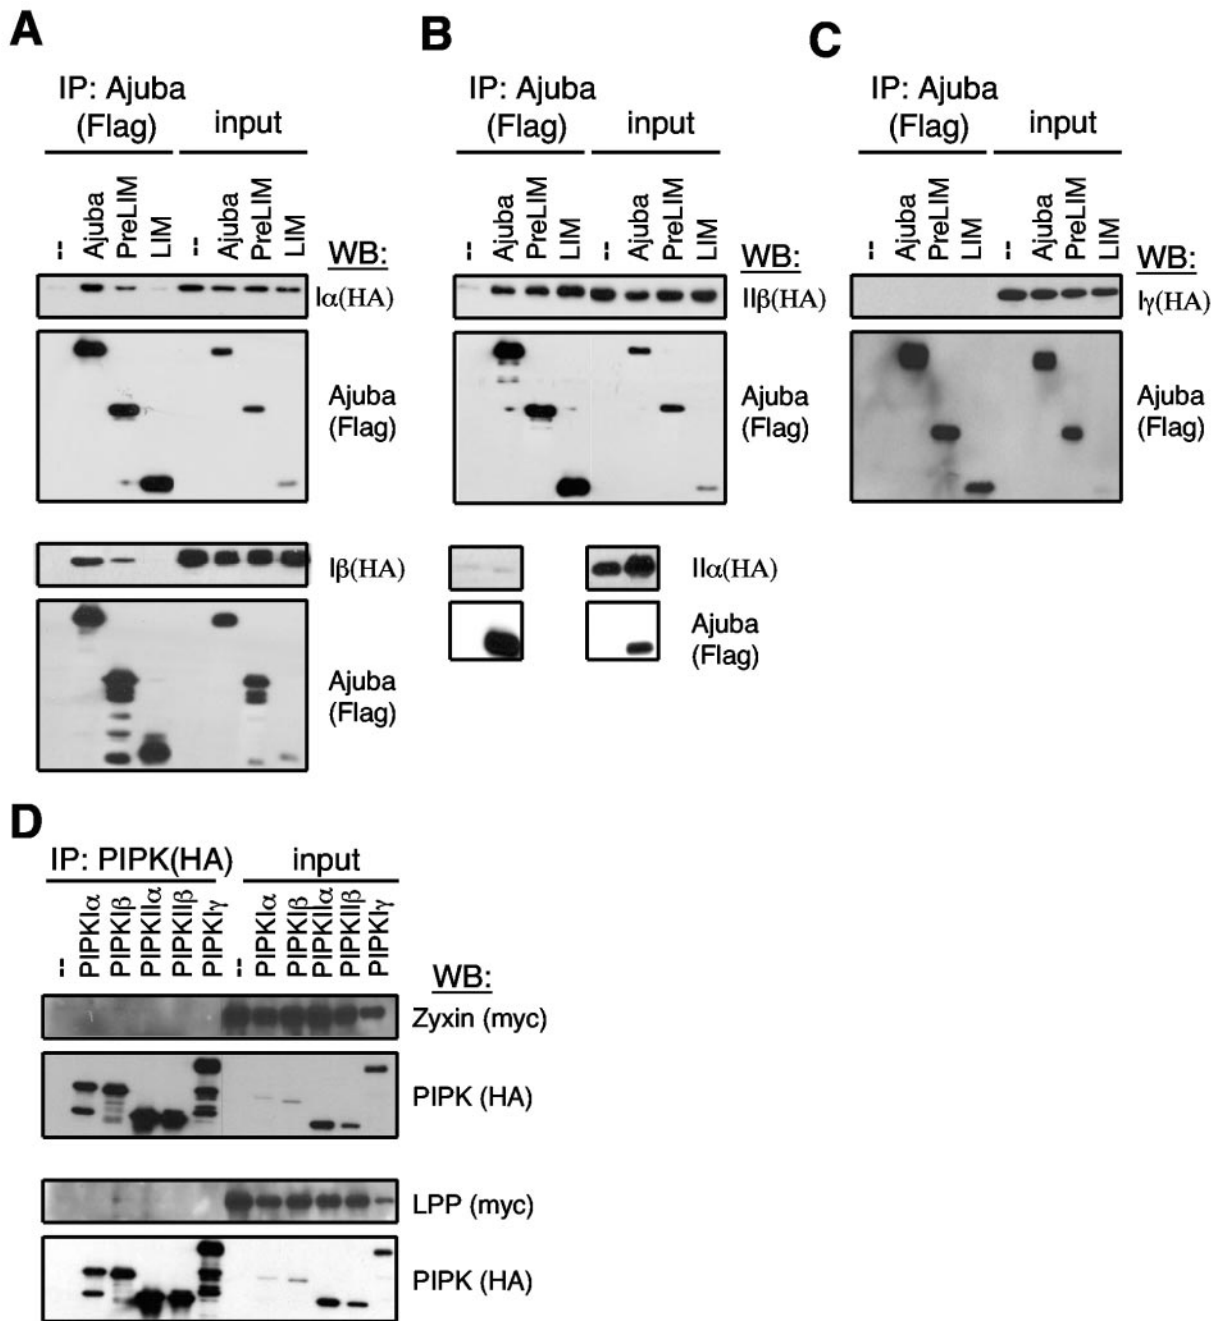 A
IP: Ajuba
(Flag)
input
--
Ajuba
PreLIM
LIM
--
Ajuba
PreLIM
LIM
WB:
Iα(HA)
Ajuba
(Flag)
Iβ(HA)
Ajuba
(Flag)
B
IP: Ajuba
(Flag)
input
--
Ajuba
PreLIM
LIM
--
Ajuba
PreLIM
LIM
WB:
IIβ(HA)
Ajuba
(Flag)
IIα(HA)
Ajuba
(Flag)
C
IP: Ajuba
(Flag)
input
--
Ajuba
PreLIM
LIM
--
Ajuba
PreLIM
LIM
WB:
Iγ(HA)
Ajuba
(Flag)
D
IP: PIPK(HA)
input
--
PIPKIα
PIPKIβ
PIPKIIα
PIPKIIβ
PIPKIγ
--
PIPKIα
PIPKIβ
PIPKIIα
PIPKIIβ
PIPKIγ
WB:
Zyxin (myc)
PIPK (HA)
LPP (myc)
PIPK (HA)